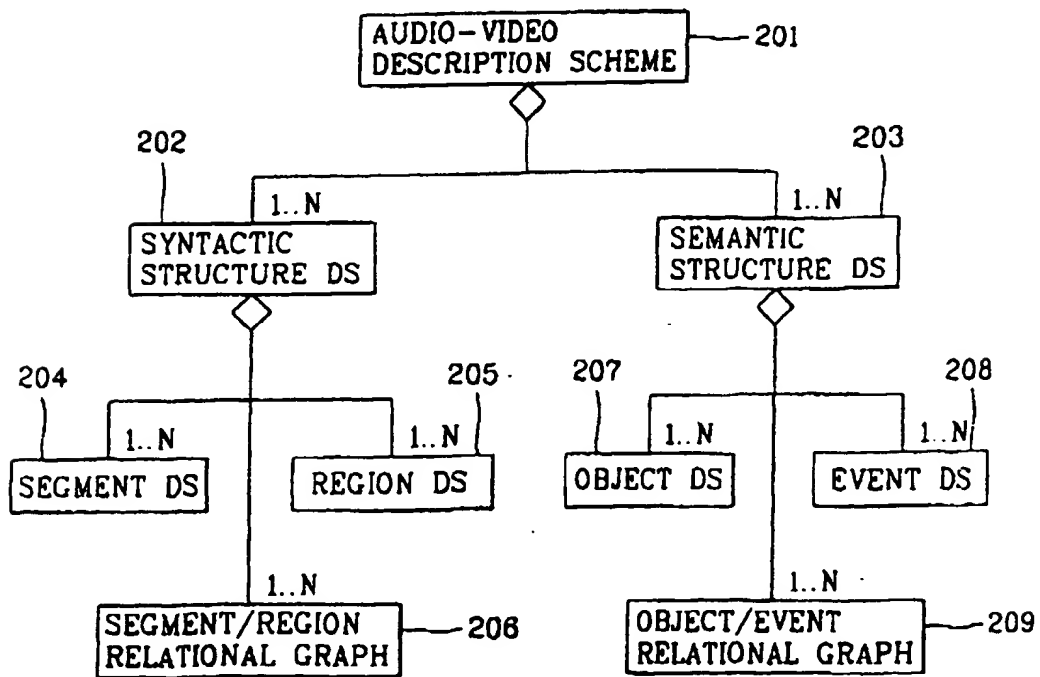 AUDIO-VIDEO
DESCRIPTION SCHEME
201
202
203
1..N
1..N
SYNTACTIC
STRUCTURE DS
SEMANTIC
STRUCTURE DS
204
205
207
208
1..N
1..N
1..N
1..N
SEGMENT DS
REGION DS
OBJECT DS
EVENT DS
1..N
1..N
SEGMENT/REGION
RELATIONAL GRAPH
206
OBJECT/EVENT
RELATIONAL GRAPH
209